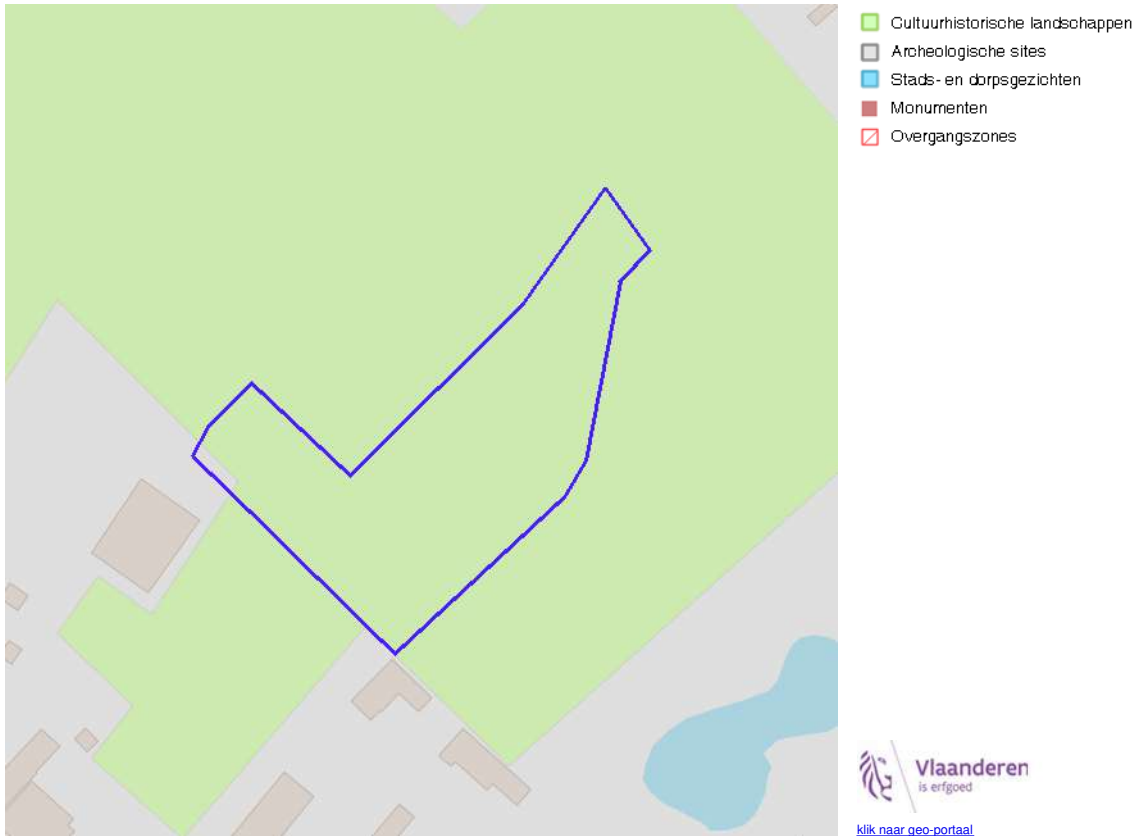 Cultuurhistorische landschappen
Archeologische sites
Stads- en dorpsgezichten
Monumenten
Overgangszones
Vlaanderen
is erfgoed
klik naar geo-portaal